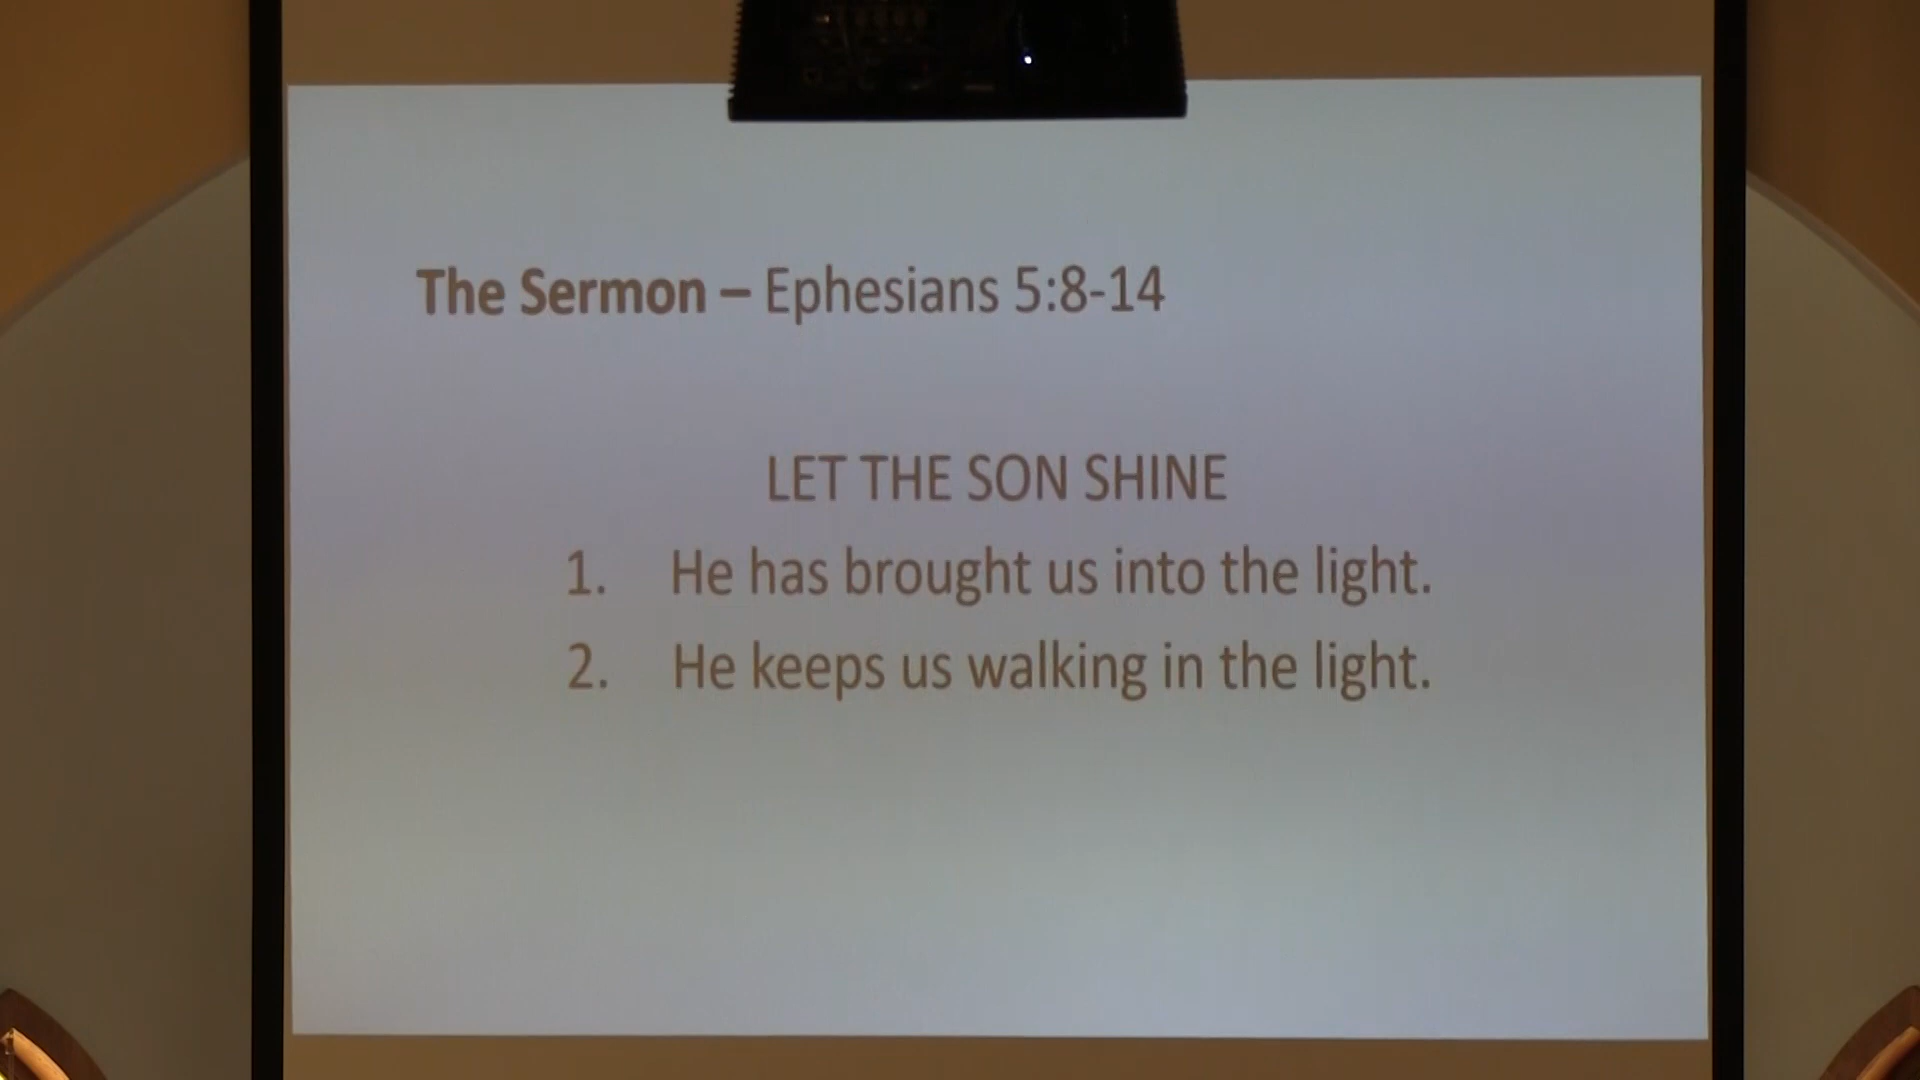 The Sermon – Ephesians 5:8-14
LET THE SON SHINE
1. He has brought us into the light.
2. He keeps us walking in the light.